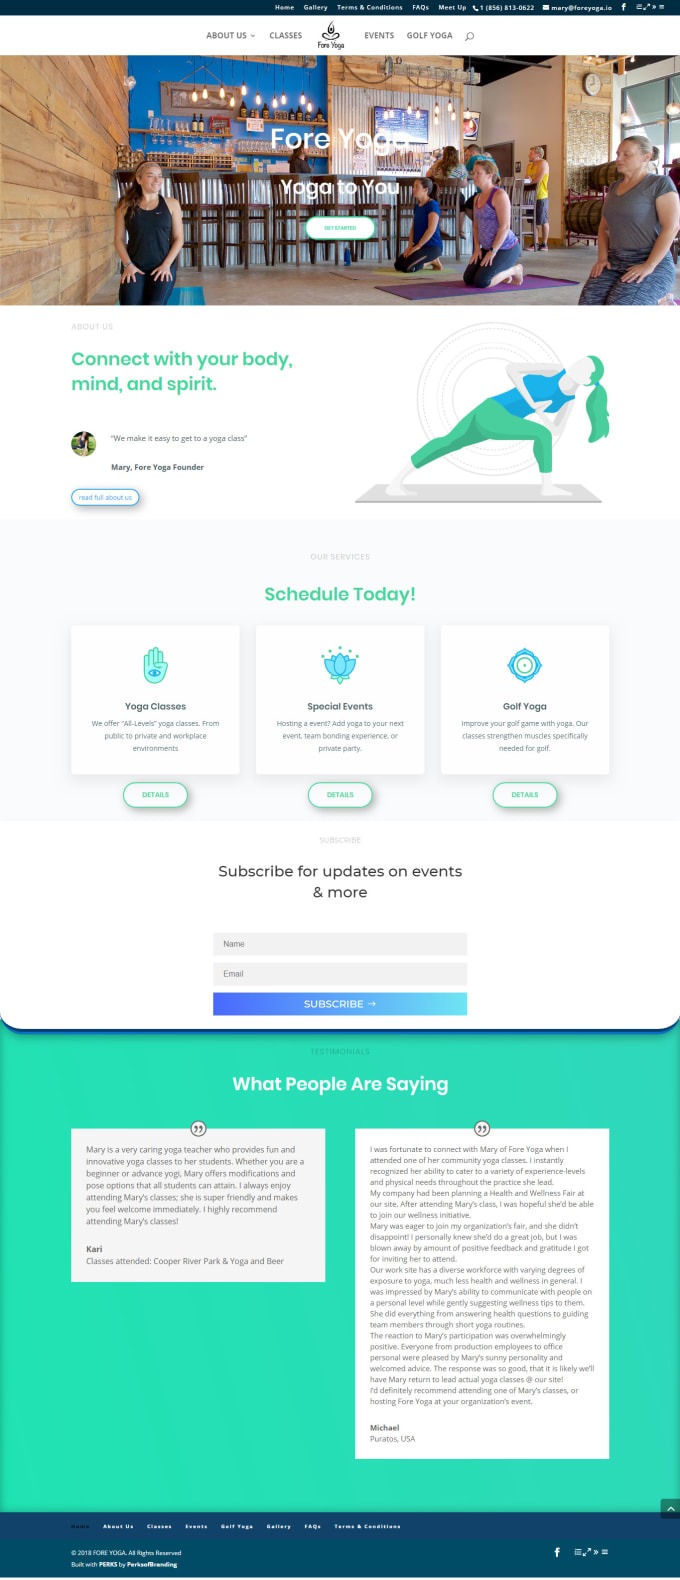 Home Gallery Terms & Conditions FAQs Meet Up 1 (856) 813-0622 mary@foreyoga.io
ABOUT US CLASSES Fore Yoga EVENTS GOLF YOGA
Fore Yoga
Yoga to You
GET STARTED
ABOUT US
Connect with your body,
mind, and spirit.
“We make it easy to get to a yoga class”
Mary, Fore Yoga Founder
read full about us
OUR SERVICES
Schedule Today!
Yoga Classes
We offer “All-Levels” yoga classes. From
public to private and workplace
environments
DETAILS
Special Events
Hosting a event? Add yoga to your next
event, team bonding experience, or
private party.
DETAILS
Golf Yoga
Improve your golf game with yoga. Our
classes strengthen muscles specifically
needed for golf.
DETAILS
SUBSCRIBE
Subscribe for updates on events
& more
Name
Email
SUBSCRIBE →
TESTIMONIALS
What People Are Saying
Mary is a very caring yoga teacher who provides fun and
innovative yoga classes to her students. Whether you are a
beginner or advance yogi, Mary offers modifications and
pose options that all students can attain. I always enjoy
attending Mary’s classes; she is super friendly and makes
you feel welcome immediately. I highly recommend
attending Mary’s classes!
Kari
Classes attended: Cooper River Park & Yoga and Beer
I was fortunate to connect with Mary of Fore Yoga when I
attended one of her community yoga classes. I instantly
recognized her ability to cater to a variety of experience-levels
and physical needs throughout the practice she lead.
My company had been planning a Health and Wellness Fair at
our site. After attending Mary’s class, I was hopeful she’d be able
to join our wellness initiative.
Mary was eager to join my organization’s fair, and she didn’t
disappoint! I personally knew she’d do a great job, but I was
blown away by amount of positive feedback and gratitude I got
for inviting her to attend.
Our work site has a diverse workforce with varying degrees of
exposure to yoga, much less health and wellness in general. I
was impressed by Mary’s ability to communicate with people on
a personal level while gently suggesting wellness tips to them.
She did everything from answering health questions to guiding
team members through short yoga routines.
The reaction to Mary’s participation was overwhelmingly
positive. Everyone from production employees to office
personal were pleased by Mary’s sunny personality and
welcomed advice. The response was so good, that it is likely we’ll
have Mary return to lead actual yoga classes @ our site!
I’d definitely recommend attending one of Mary’s classes, or
hosting Fore Yoga at your organization’s event.
Michael
Puratos, USA
Home About Us Classes Events Golf Yoga Gallery FAQs Terms & Conditions
© 2018 FORE YOGA. All Rights Reserved
Built with PERKS by PerksofBranding